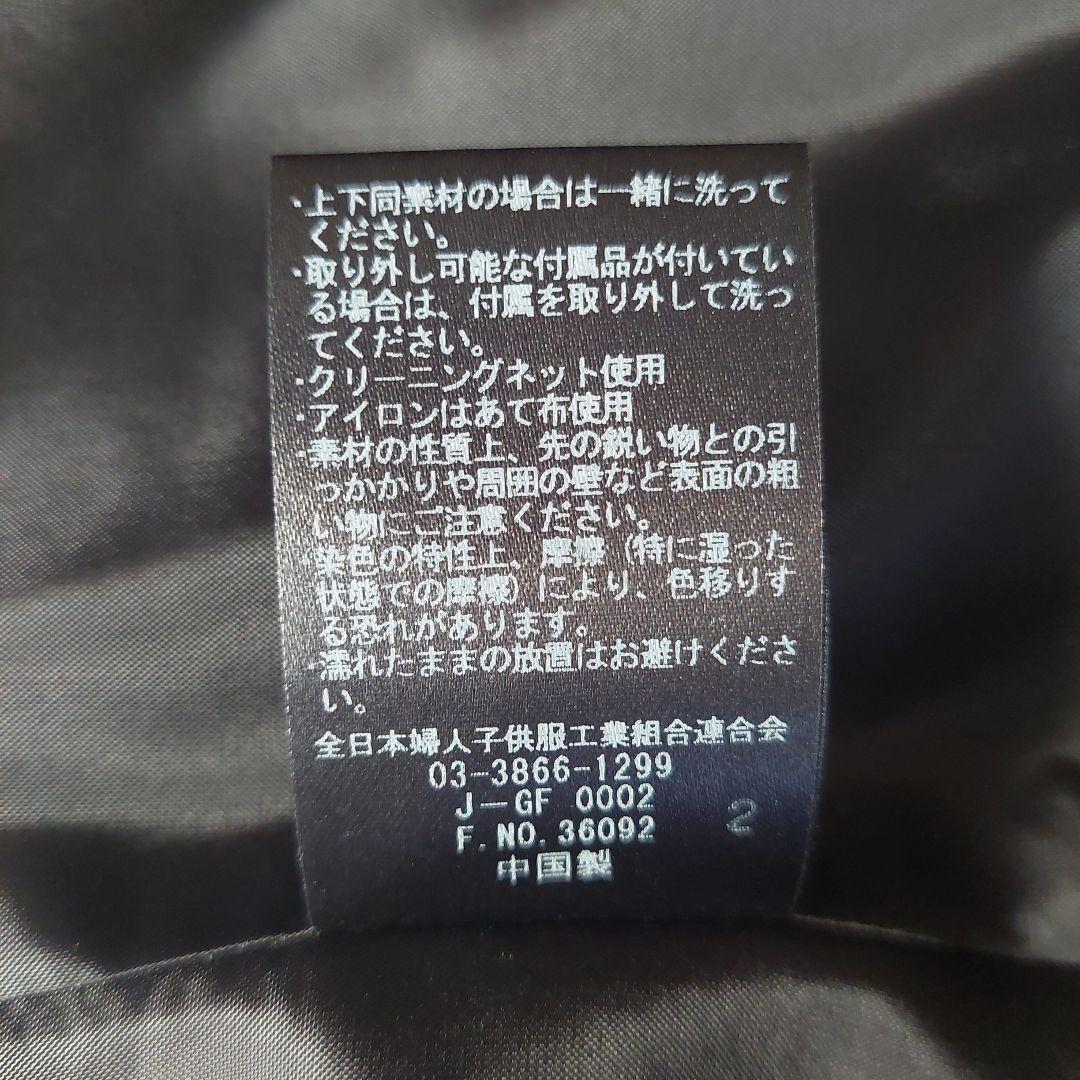 ・上下同素材の場合は一緒に洗って
ください。
・取り外し可能な付属品が付いてい
る場合は、付属を取り外して洗っ
てください。
・クリーニングネット使用
・アイロンはあて布使用
・素材の性質上、先の鋭い物との引
っかかりや周囲の壁など表面の粗
い物にご注意ください。
・染色の特性上、摩擦(特に湿った
状態での摩擦)により、色移りす
る恐れがあります。
・濡れたままの放置はお避けくださ
い。
全日本婦人子供服工業組合連合会
03-3866-1299
J-GF 0002
F.NO.36092 2
中国製